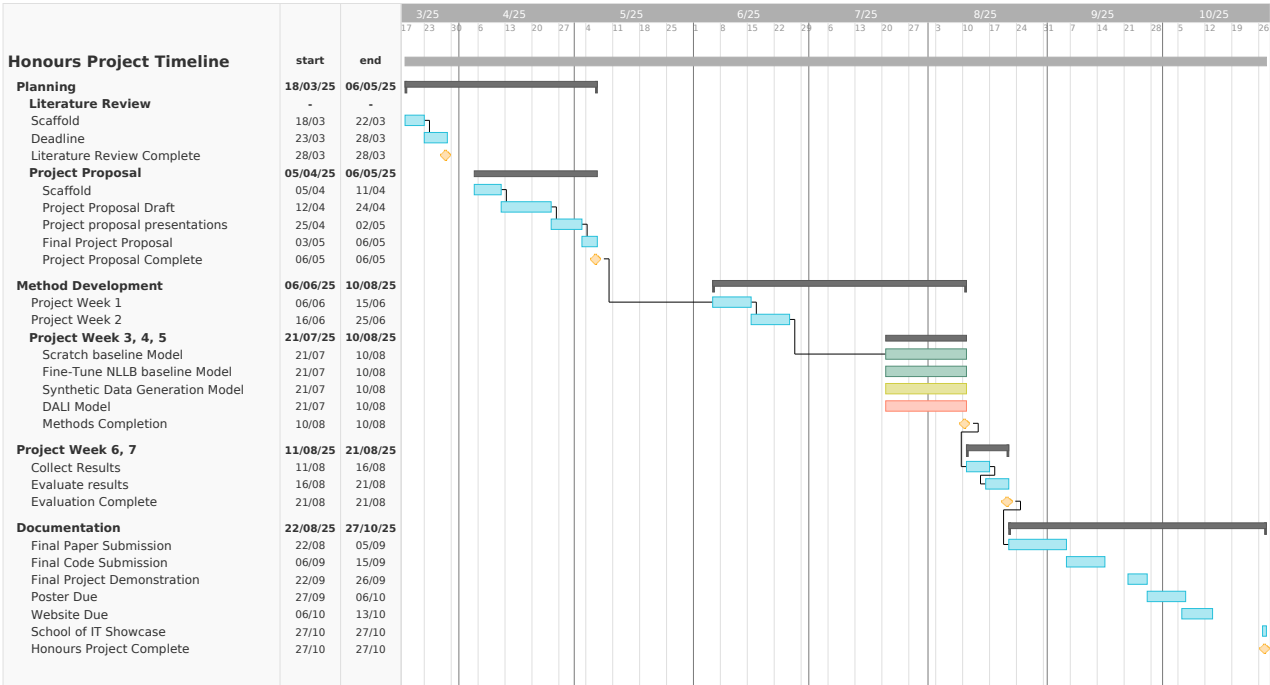 3/25 4/25 5/25 6/25 7/25 8/25 9/25 10/25
17 23 30 6 13 20 27 4 11 18 25 1 8 15 22 29 6 13 20 27 3 10 17 24 31 7 14 21 28 5 12 19 26
Honours Project Timeline start end
Planning 18/03/25 06/05/25
Literature Review - -
Scaffold 18/03 22/03
Deadline 23/03 28/03
Literature Review Complete 28/03 28/03
Project Proposal 05/04/25 06/05/25
Scaffold 05/04 11/04
Project Proposal Draft 12/04 24/04
Project proposal presentations 25/04 02/05
Final Project Proposal 03/05 06/05
Project Proposal Complete 06/05 06/05
Method Development 06/06/25 10/08/25
Project Week 1 06/06 15/06
Project Week 2 16/06 25/06
Project Week 3, 4, 5 21/07/25 10/08/25
Scratch baseline Model 21/07 10/08
Fine-Tune NLLB baseline Model 21/07 10/08
Synthetic Data Generation Model 21/07 10/08
DALI Model 21/07 10/08
Methods Completion 10/08 10/08
Project Week 6, 7 11/08/25 21/08/25
Collect Results 11/08 16/08
Evaluate results 16/08 21/08
Evaluation Complete 21/08 21/08
Documentation 22/08/25 27/10/25
Final Paper Submission 22/08 05/09
Final Code Submission 06/09 15/09
Final Project Demonstration 22/09 26/09
Poster Due 27/09 06/10
Website Due 06/10 13/10
School of IT Showcase 27/10 27/10
Honours Project Complete 27/10 27/10